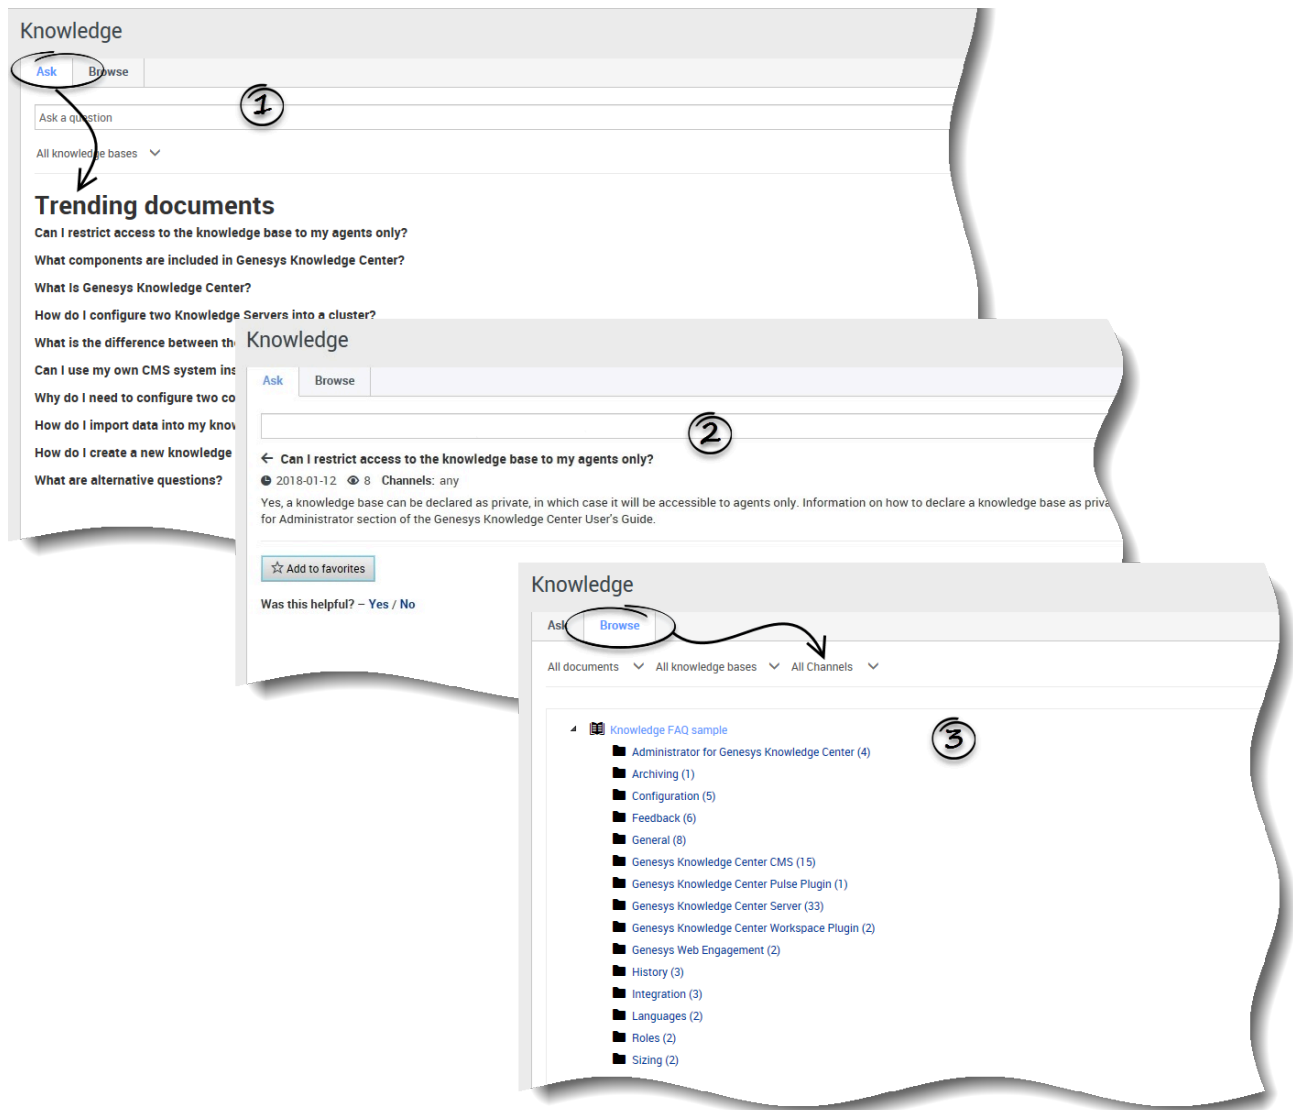 Knowledge
Ask Browse
1
Ask a question
All knowledge bases
Trending documents
Can I restrict access to the knowledge base to my agents only?
What components are included in Genesys Knowledge Center?
What Is Genesys Knowledge Center?
How do I configure two Knowledge Servers into a cluster?
What is the difference between
Can I use my own CMS system
Why do I need to configure two
How do I import data into my
How do I create a new knowledge
What are alternative questions?
Knowledge
Ask Browse
2
Can I restrict access to the knowledge base to my agents only?
2018-01-12 8 Channels: any
Yes, a knowledge base can be declared as private, in which case it will be accessible to agents only. Information on how to declare a knowledge base as
for Administrator section of the Genesys Knowledge Center User's Guide.
Add to favorites
Was this helpful? – Yes / No
Knowledge
Ask Browse
All documents All knowledge bases All Channels
3
Knowledge FAQ sample
Administrator for Genesys Knowledge Center (4)
Archiving (1)
Configuration (5)
Feedback (6)
General (8)
Genesys Knowledge Center CMS (15)
Genesys Knowledge Center Pulse Plugin (1)
Genesys Knowledge Center Server (33)
Genesys Knowledge Center Workspace Plugin (2)
Genesys Web Engagement (2)
History (3)
Integration (3)
Languages (2)
Roles (2)
Sizing (2)